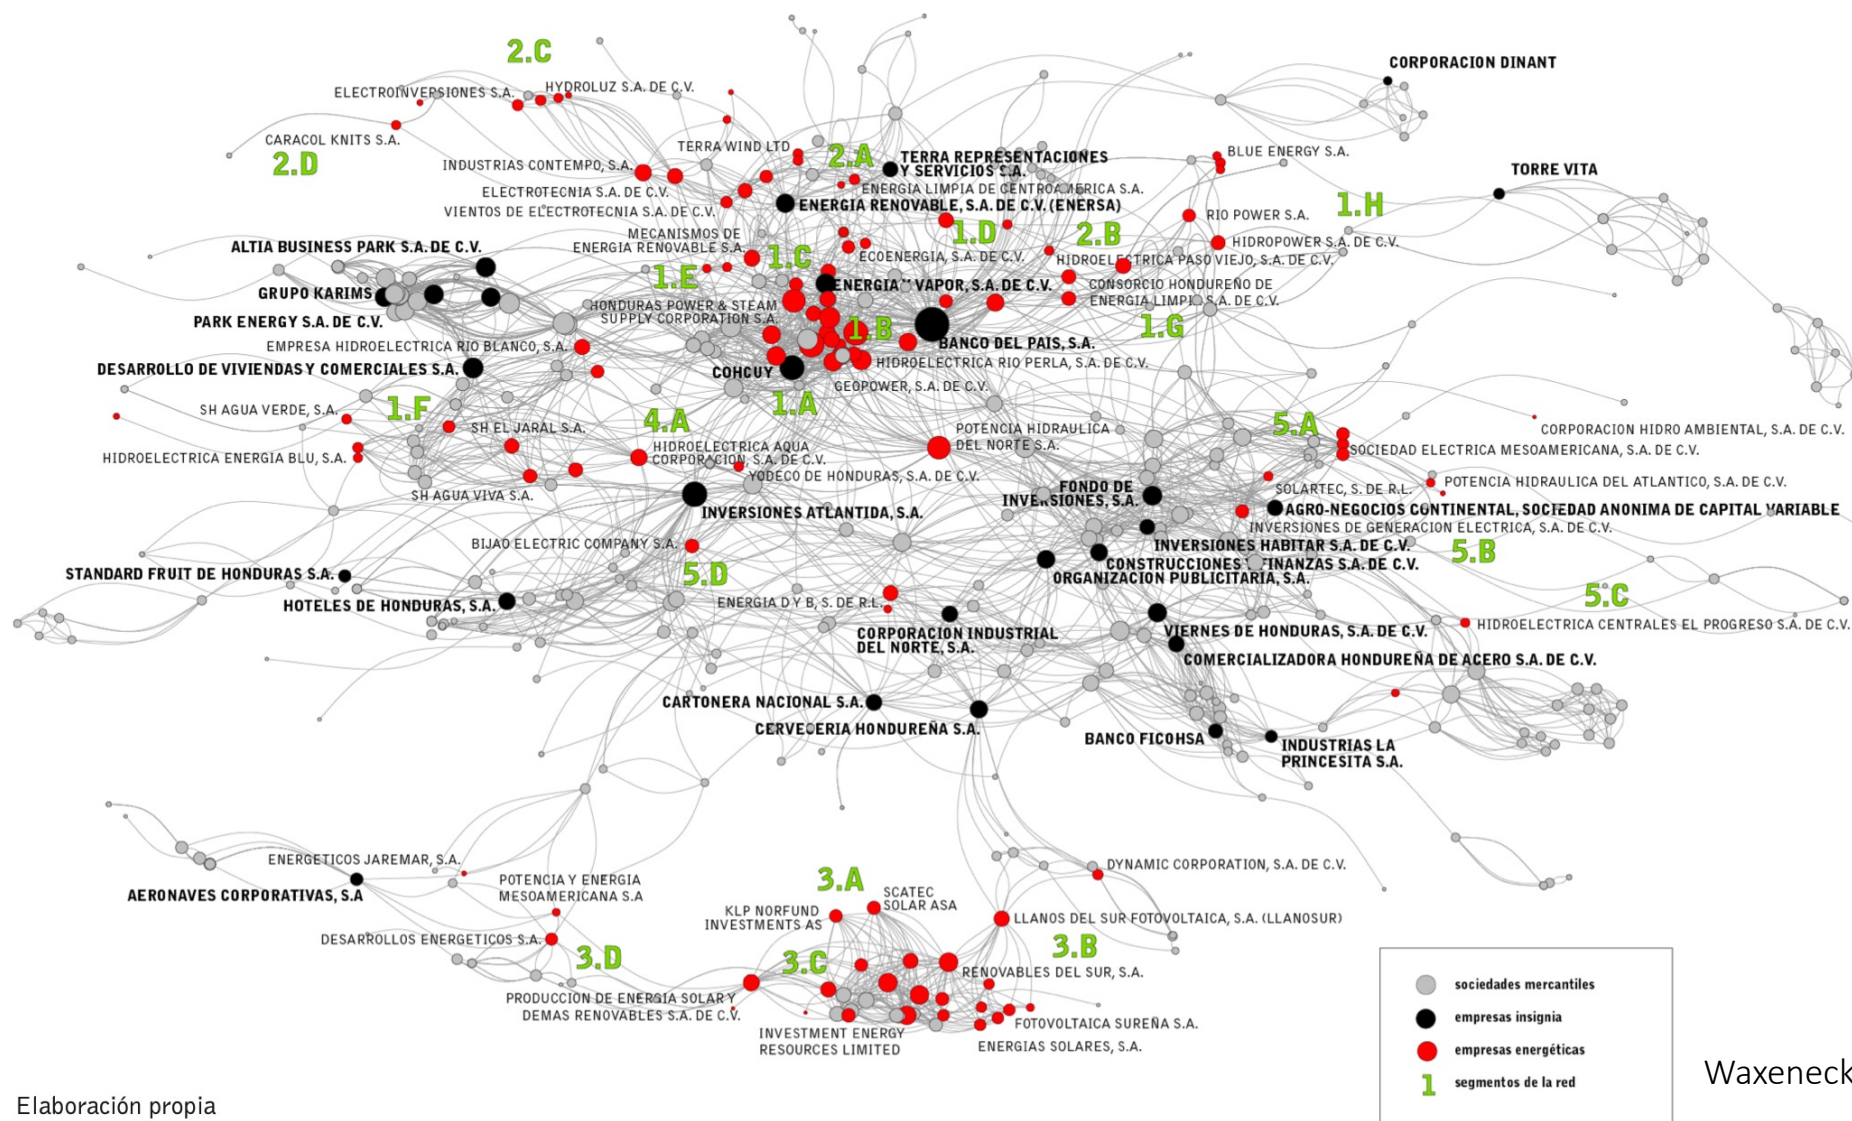 2.C
CORPORACION DINANT
ELECTROINVERSIONES S.A.
HYDROLUZ S.A. DE C.V.
CARACOL KNITS S.A.
2.D
TERRA WIND LTD
2.A
TERRA REPRESENTACIONES
Y SERVICIOS S.A.
BLUE ENERGY S.A.
TORRE VITA
INDUSTRIAS CONTEMPO, S.A.
ELECTROTECNIA S.A. DE C.V.
ENERGIA LIMPIA DE CENTROAMERICA S.A.
VIENTOS DE ELECTROTECNIA S.A. DE C.V.
ENERGIA RENOVABLE, S.A. DE C.V. (ENERSA)
1.H
RIO POWER S.A.
MECANISMOS DE
ENERGIA RENOVABLE S.A.
1.D
2.B
HIDROPOWER S.A. DE C.V.
ALTIA BUSINESS PARK S.A. DE C.V.
1.C
ECOENERGIA, S.A. DE C.V.
HIDROELECTRICA PASO VIEJO, S.A. DE C.V.
1.E
GRUPO KARIMS
ENERGIA Y VAPOR, S.A. DE C.V.
CONSORCIO HONDUREÑO DE
ENERGIA LIMPIA S.A. DE C.V.
HONDURAS POWER & STEAM
SUPPLY CORPORATION S.A.
PARK ENERGY S.A. DE C.V.
1.B
1.G
EMPRESA HIDROELECTRICA RIO BLANCO, S.A.
BANCO DEL PAIS, S.A.
DESARROLLO DE VIVIENDAS Y COMERCIALES S.A.
COHCUY
HIDROELECTRICA RIO PERLA, S.A. DE C.V.
GEOPOWER, S.A. DE C.V.
1.A
SH AGUA VERDE, S.A.
1.F
4.A
5.A
SH EL JARAL S.A.
POTENCIA HIDRAULICA
DEL NORTE S.A.
CORPORACION HIDRO AMBIENTAL, S.A. DE C.V.
HIDROELECTRICA ENERGIA BLU, S.A.
HIDROELECTRICA AQUA
CORPORACION, S.A. DE C.V.
SOCIEDAD ELECTRICA MESOAMERICANA, S.A. DE C.V.
YODECO DE HONDURAS, S.A. DE C.V.
SH AGUA VIVA S.A.
FONDO DE
INVERSIONES, S.A.
SOLARTEC, S. DE R.L.
POTENCIA HIDRAULICA DEL ATLANTICO, S.A. DE C.V.
INVERSIONES ATLANTIDA, S.A.
AGRO-NEGOCIOS CONTINENTAL, SOCIEDAD ANONIMA DE CAPITAL VARIABLE
INVERSIONES DE GENERACION ELECTRICA, S.A. DE C.V.
BIJAO ELECTRIC COMPANY S.A.
INVERSIONES HABITAR S.A. DE C.V.
5.B
CONSTRUCCIONES Y FINANZAS S.A. DE C.V.
STANDARD FRUIT DE HONDURAS S.A.
5.D
ORGANIZACION PUBLICITARIA, S.A.
5.C
HOTELES DE HONDURAS, S.A.
ENERGIA D Y B, S. DE R.L.
HIDROELECTRICA CENTRALES EL PROGRESO S.A. DE C.V.
CORPORACION INDUSTRIAL
DEL NORTE, S.A.
VIERNES DE HONDURAS, S.A. DE C.V.
COMERCIALIZADORA HONDUREÑA DE ACERO S.A. DE C.V.
CARTONERA NACIONAL S.A.
CERVECERIA HONDUREÑA S.A.
BANCO FICOHSA
INDUSTRIAS LA
PRINCESITA S.A.
ENERGETICOS JAREMAR, S.A.
AERONAVES CORPORATIVAS, S.A
POTENCIA Y ENERGIA
MESOAMERICANA S.A
DYNAMIC CORPORATION, S.A. DE C.V.
3.A
SCATEC
SOLAR ASA
KLP NORFUND
INVESTMENTS AS
LLANOS DEL SUR FOTOVOLTAICA, S.A. (LLANOSUR)
DESARROLLOS ENERGETICOS S.A.
3.D
3.C
3.B
RENOVABLES DEL SUR, S.A.
PRODUCCION DE ENERGIA SOLAR Y
DEMAS RENOVABLES S.A. DE C.V.
INVESTMENT ENERGY
RESOURCES LIMITED
FOTOVOLTAICA SUREÑA S.A.
ENERGIAS SOLARES, S.A.
sociedades mercantiles
empresas insignia
empresas energéticas
1 segmentos de la red
Waxeneck
Elaboración propia